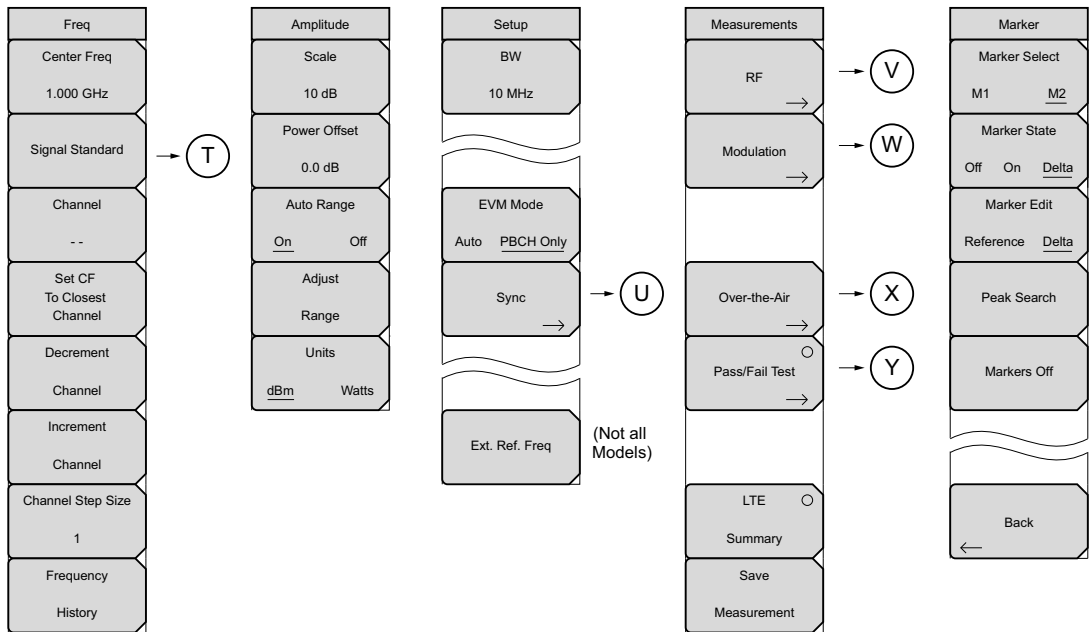 Freq
Center Freq
1.000 GHz
Signal Standard
T
Channel
- -
Set CF
To Closest
Channel
Decrement
Channel
Increment
Channel
Channel Step Size
1
Frequency
History
Amplitude
Scale
10 dB
Power Offset
0.0 dB
Auto Range
On Off
Adjust
Range
Units
dBm Watts
Setup
BW
10 MHz
EVM Mode
Auto PBCH Only
Sync
U
Ext. Ref. Freq
(Not all
Models)
Measurements
RF
V
Modulation
W
Over-the-Air
X
Pass/Fail Test
Y
LTE
Summary
Save
Measurement
Marker
Marker Select
M1 M2
Marker State
Off On Delta
Marker Edit
Reference Delta
Peak Search
Markers Off
Back